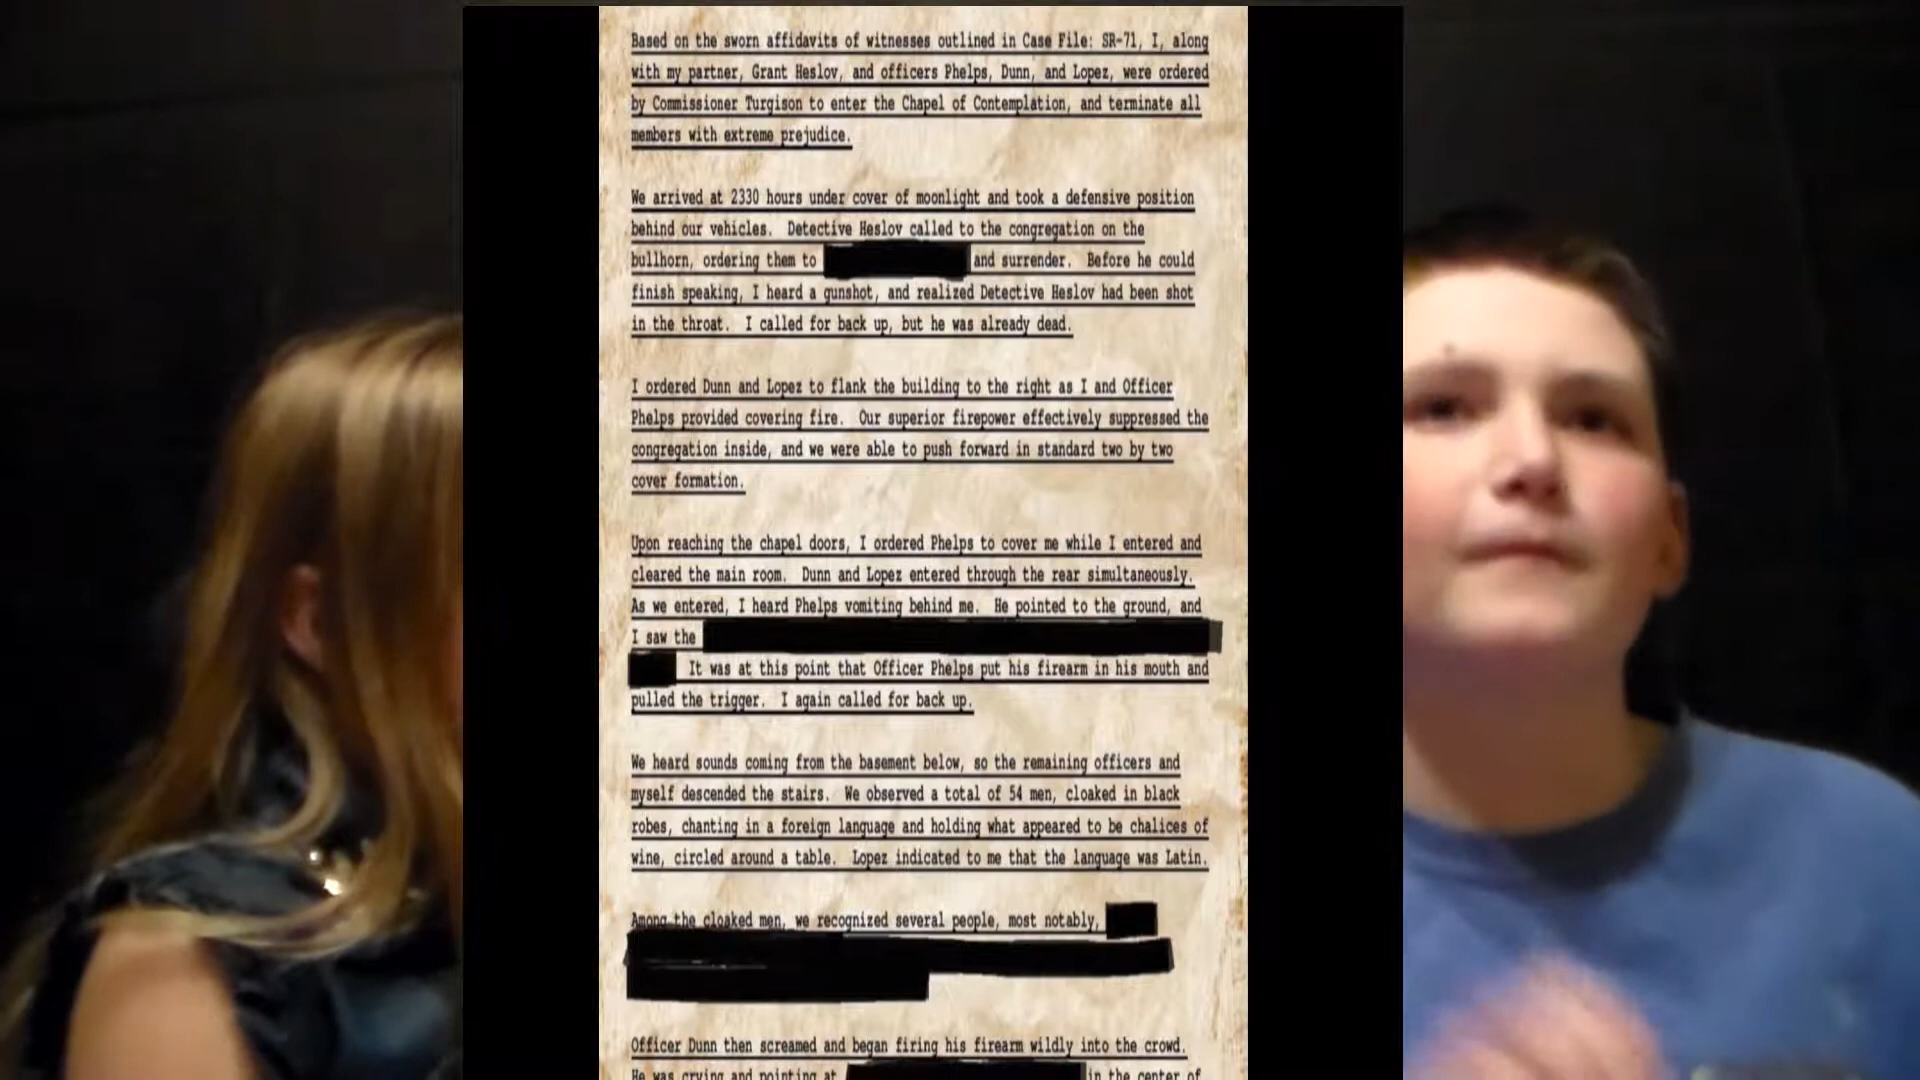 Based on the sworn affidavits of witnesses outlined in Case File: SR-71, I, along
with my partner, Grant Heslov, and officers Phelps, Dunn, and Lopez, were ordered
by Commissioner Turgison to enter the Chapel of Contemplation, and terminate all
members with extreme prejudice.
We arrived at 2330 hours under cover of moonlight and took a defensive position
behind our vehicles. Detective Heslov called to the congregation on the
bullhorn, ordering them to and surrender. Before he could
finish speaking, I heard a gunshot, and realized Detective Heslov had been shot
in the throat. I called for back up, but he was already dead.
I ordered Dunn and Lopez to flank the building to the right as I and Officer
Phelps provided covering fire. Our superior firepower effectively suppressed the
congregation inside, and we were able to push forward in standard two by two
cover formation.
Upon reaching the chapel doors, I ordered Phelps to cover me while I entered and
cleared the main room. Dunn and Lopez entered through the rear simultaneously.
As we entered, I heard Phelps vomiting behind me. He pointed to the ground, and
I saw the
It was at this point that Officer Phelps put his firearm in his mouth and
pulled the trigger. I again called for back up.
We heard sounds coming from the basement below, so the remaining officers and
myself descended the stairs. We observed a total of 54 men, cloaked in black
robes, chanting in a foreign language and holding what appeared to be chalices of
wine, circled around a table. Lopez indicated to me that the language was Latin.
Among the cloaked men, we recognized several people, most notably,
Officer Dunn then screamed and began firing his firearm wildly into the crowd.
He was crying and pointing at in the center of